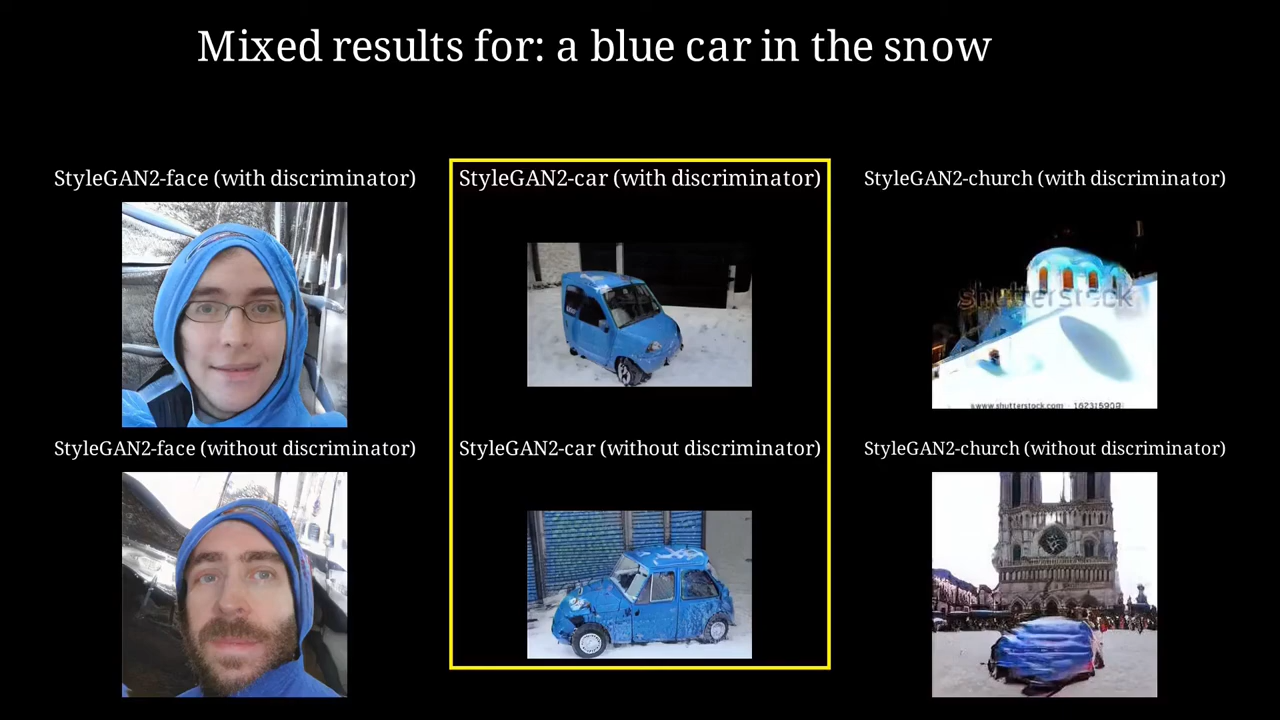 Mixed results for: a blue car in the snow
StyleGAN2-face (with discriminator)
StyleGAN2-car (with discriminator)
StyleGAN2-church (with discriminator)
shutterstock
www.shutterstock.com
StyleGAN2-face (without discriminator)
StyleGAN2-car (without discriminator)
StyleGAN2-church (without discriminator)